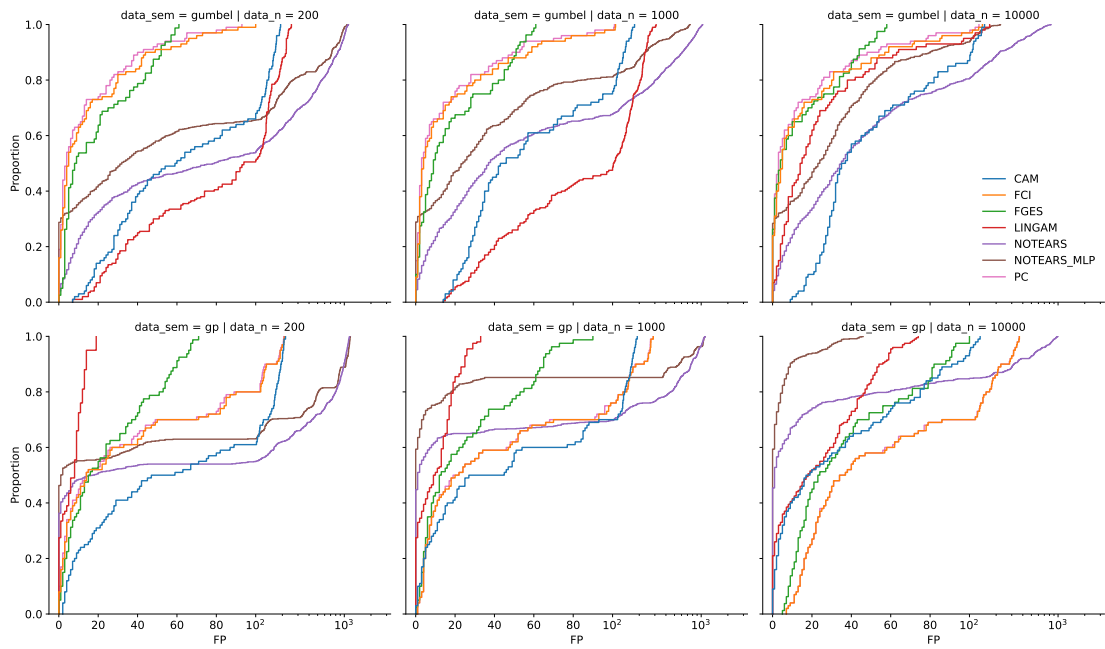 data_sem = gumbel | data_n = 200
data_sem = gumbel | data_n = 1000
data_sem = gumbel | data_n = 10000
1.0
0.8
0.6
0.4
0.2
0.0
Proportion
CAM
FCI
FGES
LINGAM
NOTEARS
NOTEARS_MLP
PC
data_sem = gp | data_n = 200
data_sem = gp | data_n = 1000
data_sem = gp | data_n = 10000
1.0
0.8
0.6
0.4
0.2
0.0
Proportion
0 20 40 60 80 10² 10³
0 20 40 60 80 10² 10³
0 20 40 60 80 10² 10³
FP
FP
FP